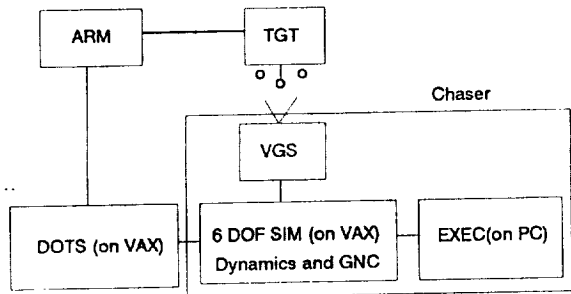 ARM
TGT
Chaser
VGS
DOTS (on VAX)
6 DOF SIM (on VAX)
Dynamics and GNC
EXEC(on PC)